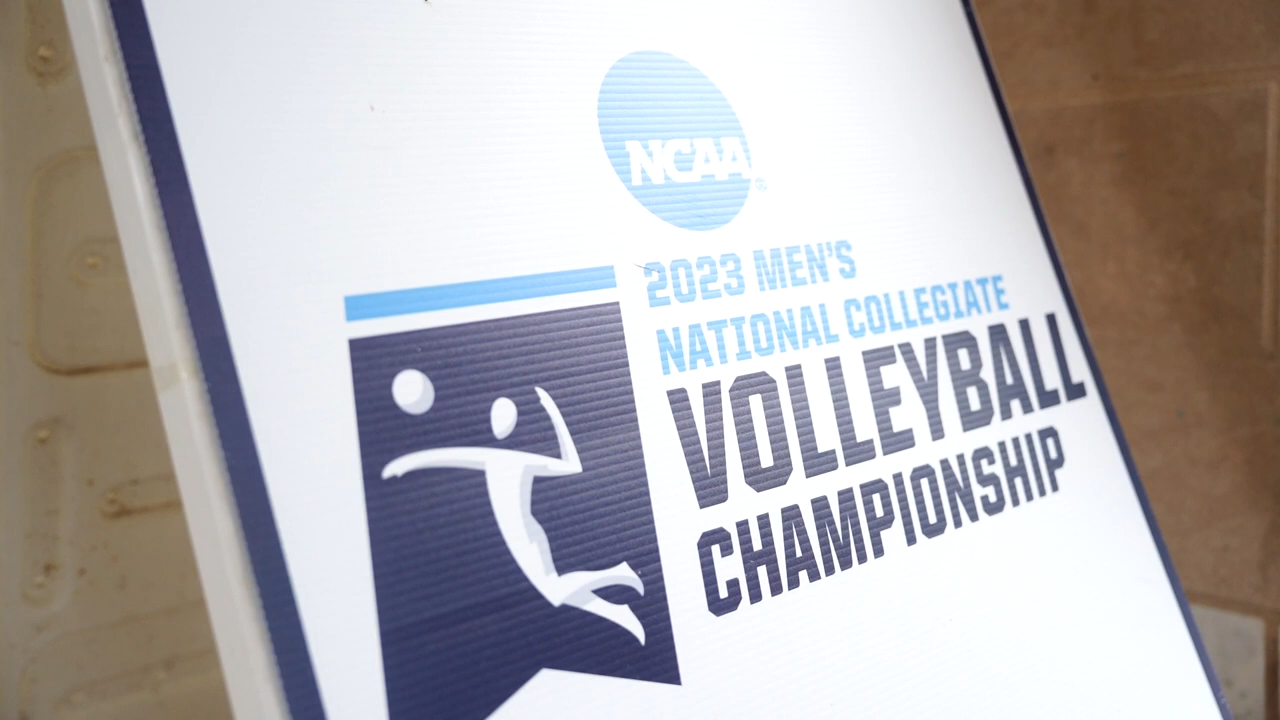 NCAA
2023 MEN'S
NATIONAL COLLEGIATE
VOLLEYBALL
CHAMPIONSHIP